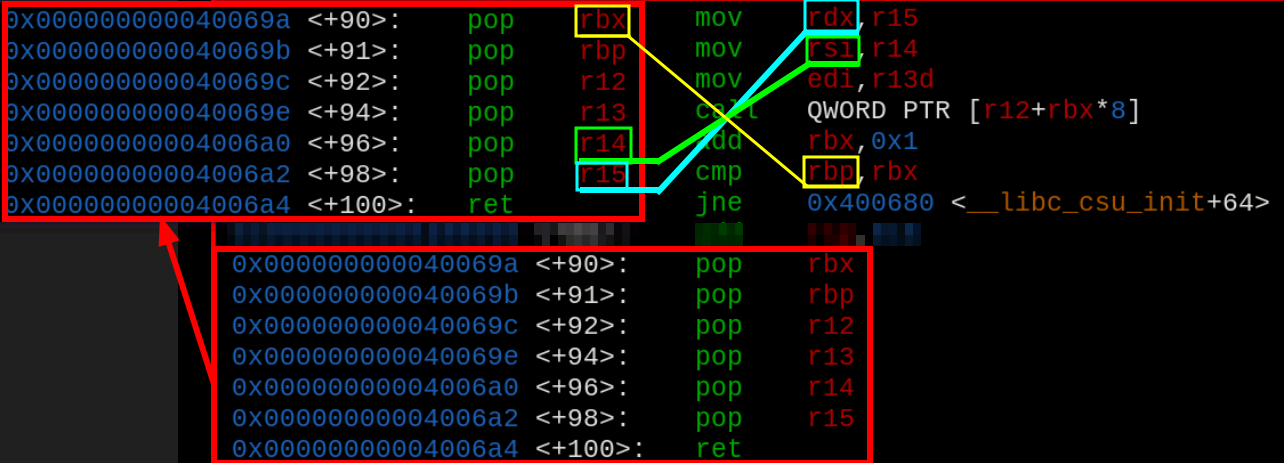 0x000000000040069a <+90>: pop rbx mov rdx,r15
0x000000000040069b <+91>: pop rbp mov rsi,r14
0x000000000040069c <+92>: pop r12 mov edi,r13d
0x000000000040069e <+94>: pop r13 call QWORD PTR [r12+rbx*8]
0x00000000004006a0 <+96>: pop r14 add rbx,0x1
0x00000000004006a2 <+98>: pop r15 cmp rbp,rbx
0x00000000004006a4 <+100>: ret jne 0x400680 <__libc_csu_init+64>
0x000000000040069a <+90>: pop rbx
0x000000000040069b <+91>: pop rbp
0x000000000040069c <+92>: pop r12
0x000000000040069e <+94>: pop r13
0x00000000004006a0 <+96>: pop r14
0x00000000004006a2 <+98>: pop r15
0x00000000004006a4 <+100>: ret